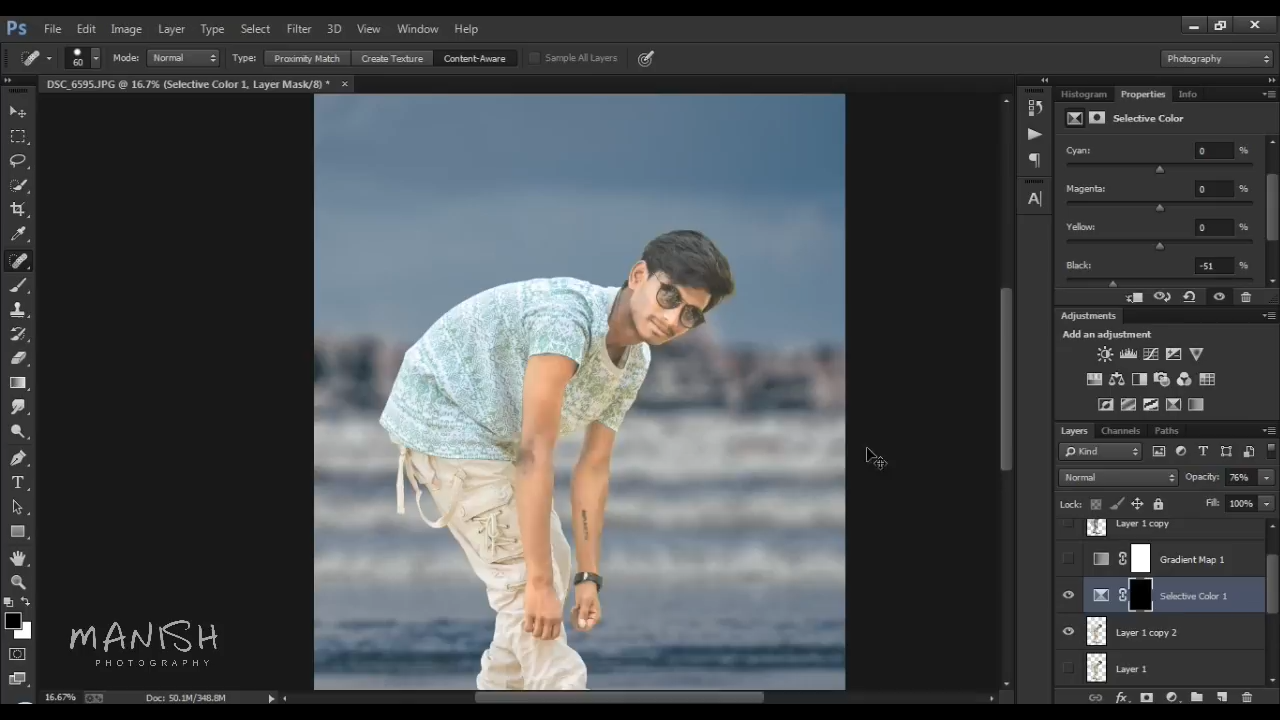 Ps File Edit Image Layer Type Select Filter 3D View Window Help
60 Mode: Normal Type: Proximity Match Create Texture Content-Aware Sample All Layers Photography
DSC_6595.JPG @ 16.7% (Selective Color 1, Layer Mask/8) * ×
Histogram Properties Info
Selective Color
Cyan: 0 %
Magenta: 0 %
Yellow: 0 %
Black: -51 %
Adjustments
Add an adjustment
Layers Channels Paths
Kind
Normal Opacity: 76%
Lock: Fill: 100%
Layer 1 copy
Gradient Map 1
Selective Color 1
Layer 1 copy 2
Layer 1
MANISH
PHOTOGRAPHY
16.67% Doc: 50.1M/348.8M